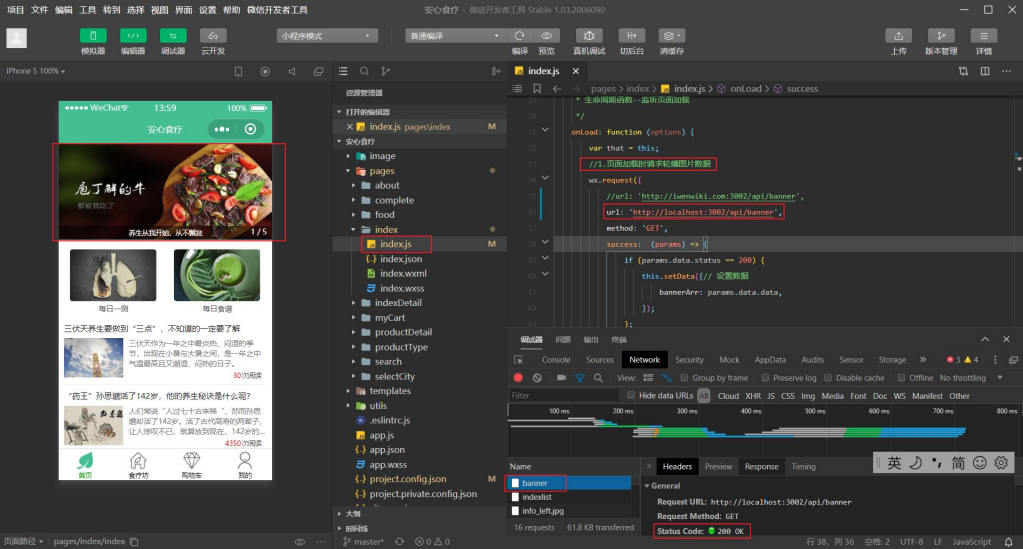 项目 文件 编辑 工具 转到 选择 视图 界面 设置 帮助 微信开发者工具
安心食疗 - 微信开发者工具 Stable 1.03.2006090
模拟器 编辑器 调试器 云开发
小程序模式
普通编译
编译 预览 真机调试 切后台 清缓存
上传 版本管理 详情
iPhone 5 100%
WeChat 13:59 100%
安心食疗
庖丁解的牛
都被我吃了
养生从我开始，从不懈怠
1 / 5
每日一测
每日食谱
三伏天养生要做到“三点”，不知道的一定要了解
三伏天作为一年之中最炎热、闷湿的季
节，出现在小暑与大暑之间，是一年之中
气温最高且又潮湿、闷热的日子。
30次阅读
“药王”孙思邈活了142岁，他的养生秘诀是什么呢?
人们常说“人过七十古来稀 ”，然而孙思
邈却活了142岁，活了古代高寿的两辈子，
让人惊叹不已，就算放到现在，142岁的...
4350次阅读
首页 食疗坊 购物车 我的
页面路径 pages/index/index
资源管理器
打开的编辑器
index.js pages\index M
安心食疗
image
pages
about
complete
food
index
index.js M
index.json
index.wxml
index.wxss
indexDetail
myCart
productDetail
productType
search
selectCity
templates
utils
.eslintrc.js
app.js
app.json
app.wxss
project.config.json M
project.private.config.json
大纲
时间线
master* 0 0
index.js
pages > index > index.js > onLoad > success
29 * 生命周期函数--监听页面加载
30 */
31 onLoad: function (options) {
32 var that = this;
33 //1.页面加载时请求轮播图片数据
34 wx.request({
35 //url: 'http://iwenwiki.com:3002/api/banner',
36 url: 'http://localhost:3002/api/banner',
37 method: 'GET',
38 success: (params) => {
39 if (params.data.status == 200) {
40 this.setData({// 设置数据
41 bannerArr: params.data.data,
42 });
43 };
调试器 问题 输出 终端
Console Sources Network Security Mock AppData Audits Sensor Storage 3 4
View: Group by frame Preserve log Disable cache Offline No throttling
Filter Hide data URLs All Cloud XHR JS CSS Img Media Font Doc WS Manifest Other
100 ms 200 ms 300 ms 400 ms 500 ms 600 ms 700 ms 800 ms
Name
banner
indexlist
info_left.jpg
16 requests 61.8 KB transferred
Headers Preview Response Timing
General
Request URL: http://localhost:3002/api/banner
Request Method: GET
Status Code: 200 OK
英 简
行 38，列 36 空格: 2 UTF-8 LF JavaScript